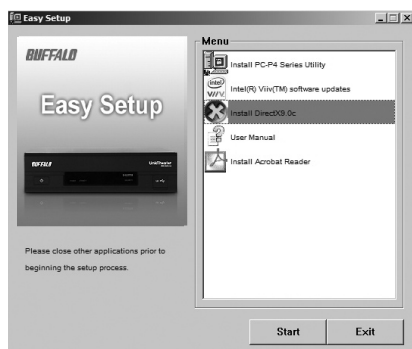 Easy Setup
BUFFALO
Easy Setup
BUFFALO
LinkTheater
Please close other applications prior to
beginning the setup process.
Menu
Install PC-P4 Series Utility
intel
VIIV
Intel(R) Viiv(TM) software updates
Install DirectX9.0c
User Manual
Install Acrobat Reader
Start
Exit